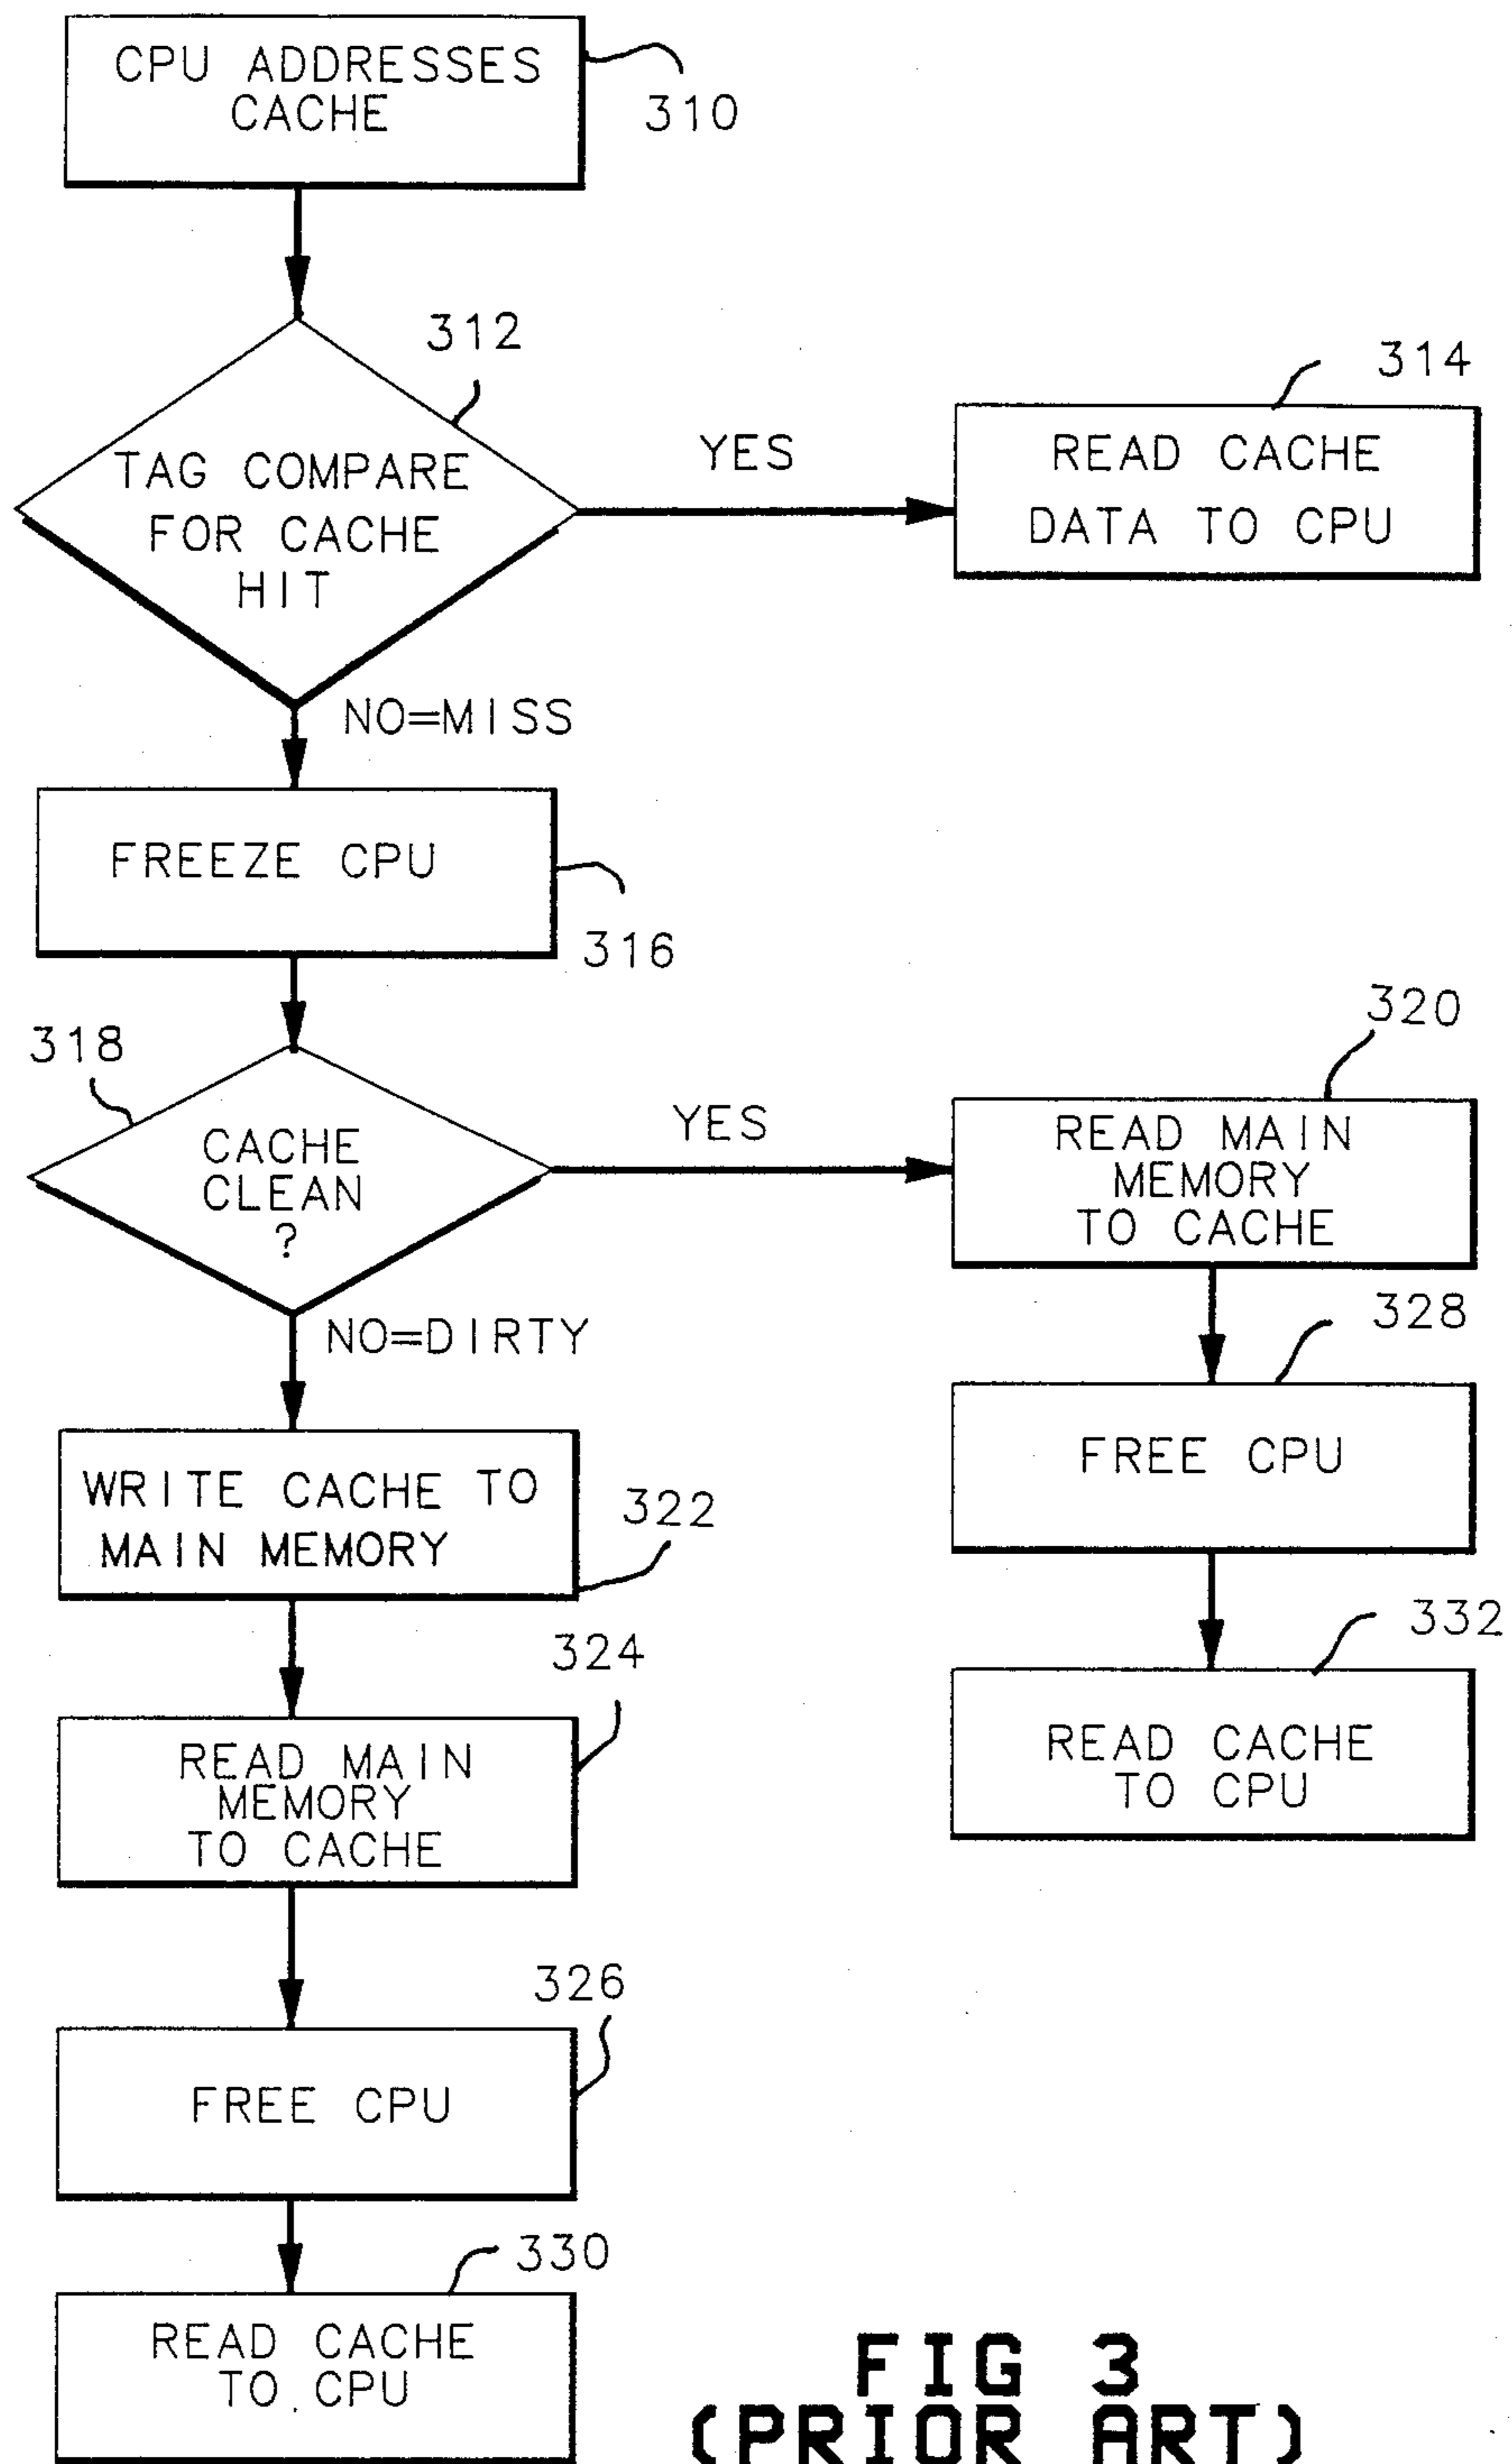 CPU ADDRESSES
CACHE
310
312
TAG COMPARE
FOR CACHE
HIT
YES
314
READ CACHE
DATA TO CPU
NO=MISS
FREEZE CPU
316
318
CACHE
CLEAN
?
YES
320
READ MAIN
MEMORY
TO CACHE
328
FREE CPU
332
READ CACHE
TO CPU
NO=DIRTY
WRITE CACHE TO
MAIN MEMORY
322
324
READ MAIN
MEMORY
TO CACHE
326
FREE CPU
330
READ CACHE
TO CPU
FIG 3
(PRIOR ART)